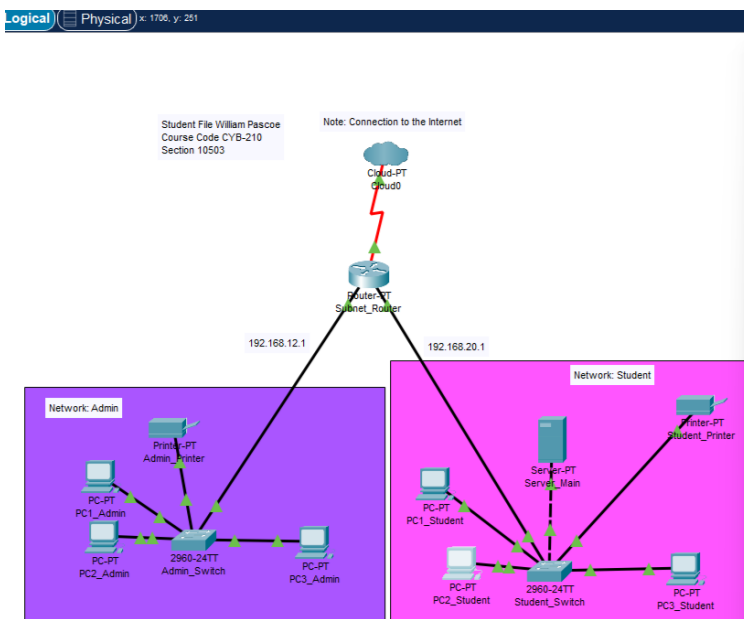 Logical
Physical
x: 1706, y: 251
Student File William Pascoe
Course Code CYB-210
Section 10503
Note: Connection to the Internet
Cloud-PT
Cloud0
Router-PT
Subnet_Router
192.168.12.1
192.168.20.1
Network: Admin
Printer-PT
Admin_Printer
PC-PT
PC1_Admin
PC-PT
PC2_Admin
2960-24TT
Admin_Switch
PC-PT
PC3_Admin
Network: Student
Printer-PT
Student_Printer
Server-PT
Server_Main
PC-PT
PC1_Student
PC-PT
PC2_Student
2960-24TT
Student_Switch
PC-PT
PC3_Student